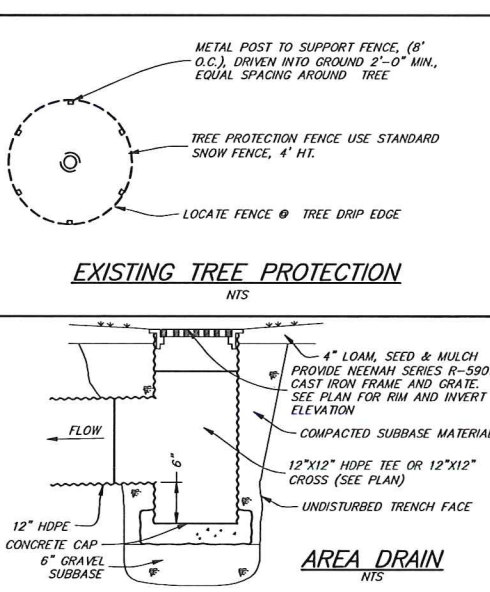 METAL POST TO SUPPORT FENCE, (8'
O.C.), DRIVEN INTO GROUND 2'-0" MIN.,
EQUAL SPACING AROUND TREE
TREE PROTECTION FENCE USE STANDARD
SNOW FENCE, 4' HT.
LOCATE FENCE @ TREE DRIP EDGE
EXISTING TREE PROTECTION
NTS
4" LOAM, SEED & MULCH
PROVIDE NEENAH SERIES R-590
CAST IRON FRAME AND GRATE.
SEE PLAN FOR RIM AND INVERT
ELEVATION
COMPACTED SUBBASE MATERIAL
FLOW
6"
12"X12" HDPE TEE OR 12"X12"
CROSS (SEE PLAN)
UNDISTURBED TRENCH FACE
12" HDPE
CONCRETE CAP
6" GRAVEL
SUBBASE
AREA DRAIN
NTS